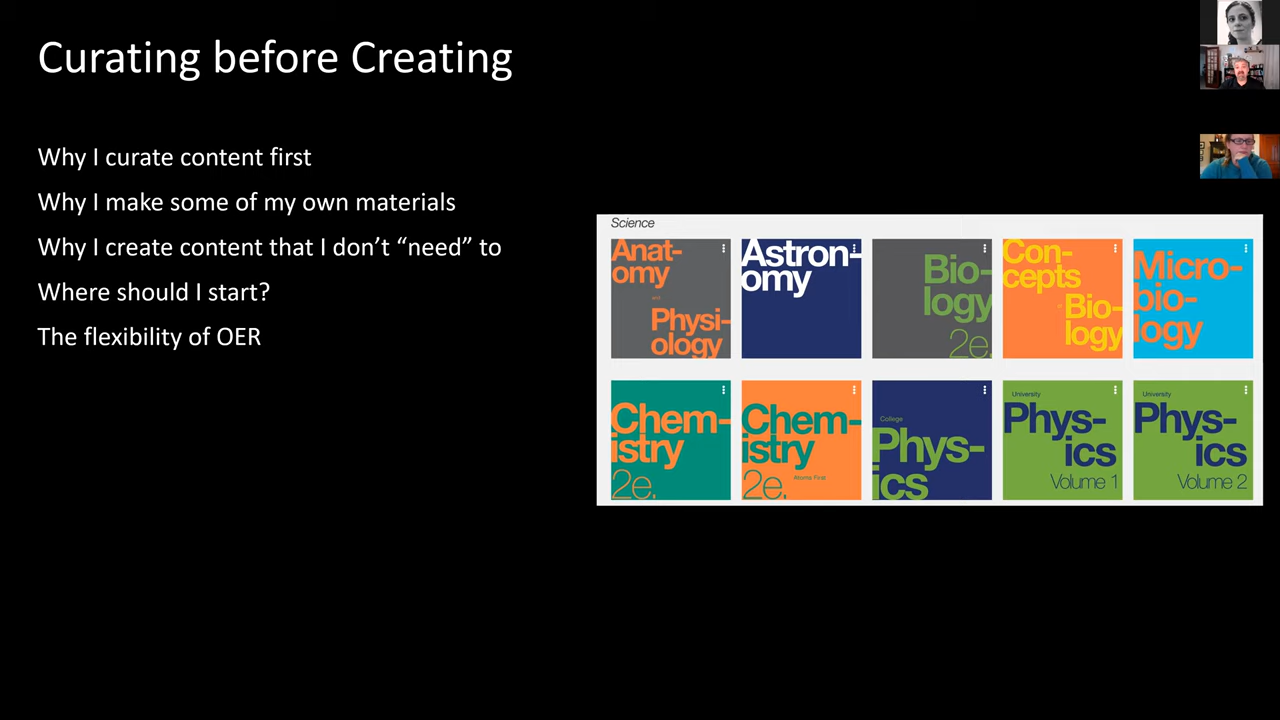 Curating before Creating
Why I curate content first
Why I make some of my own materials
Why I create content that I don’t “need” to
Where should I start?
The flexibility of OER
Science
Anat-
omy
and
Physi-
ology
Astron-
omy
Bio-
logy
2e.
Con-
cepts
of
Bio-
logy
Micro-
bio-
logy
Chem-
istry
2e.
Chem-
istry
2e.
Atoms First
College
Phys-
ics
University
Phys-
ics
Volume 1
University
Phys-
ics
Volume 2